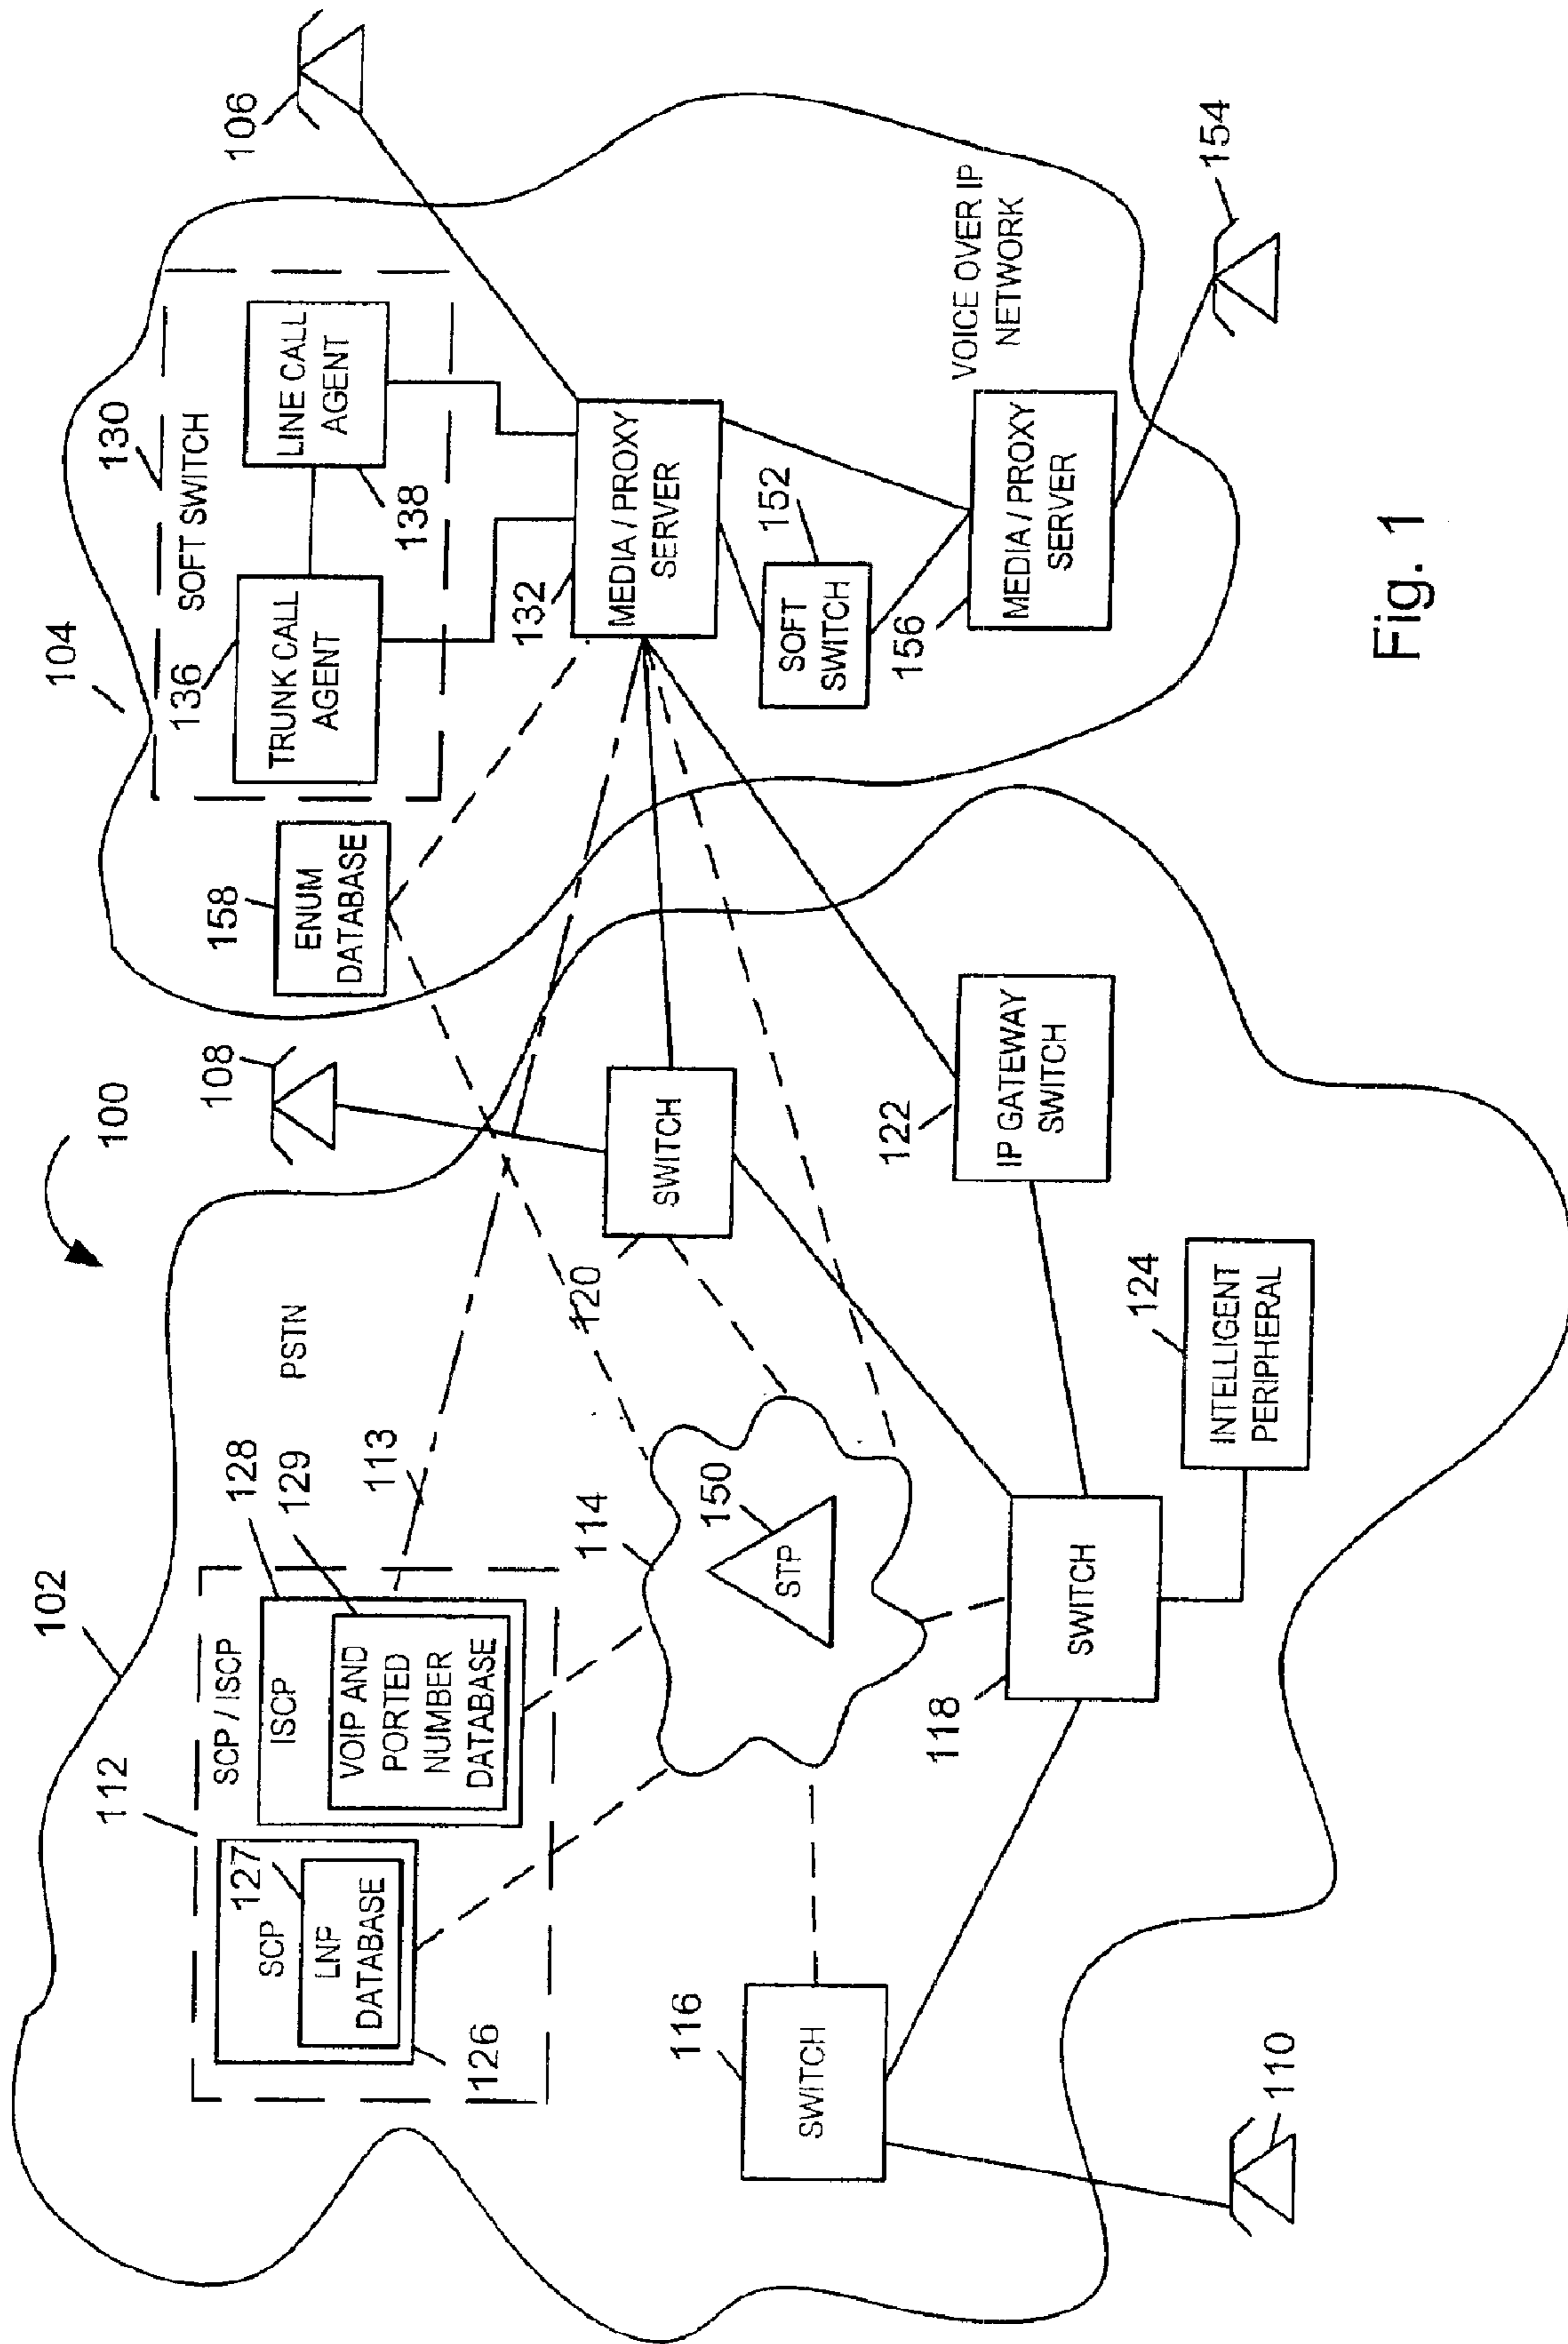 100
102
104
106
108
110
112
SCP / ISCP
PSTN
128
129
113
ISCP
VOIP AND
PORTED
NUMBER
DATABASE
SCP
127
LNP
DATABASE
126
114
150
STP
116
SWITCH
118
SWITCH
120
SWITCH
122
IP GATEWAY
SWITCH
124
INTELLIGENT
PERIPHERAL
158
ENUM
DATABASE
130
SOFT SWITCH
136
TRUNK CALL
AGENT
LINE CALL
AGENT
138
132
MEDIA / PROXY
SERVER
152
SOFT
SWITCH
156
MEDIA / PROXY
SERVER
VOICE OVER IP
NETWORK
154
Fig. 1